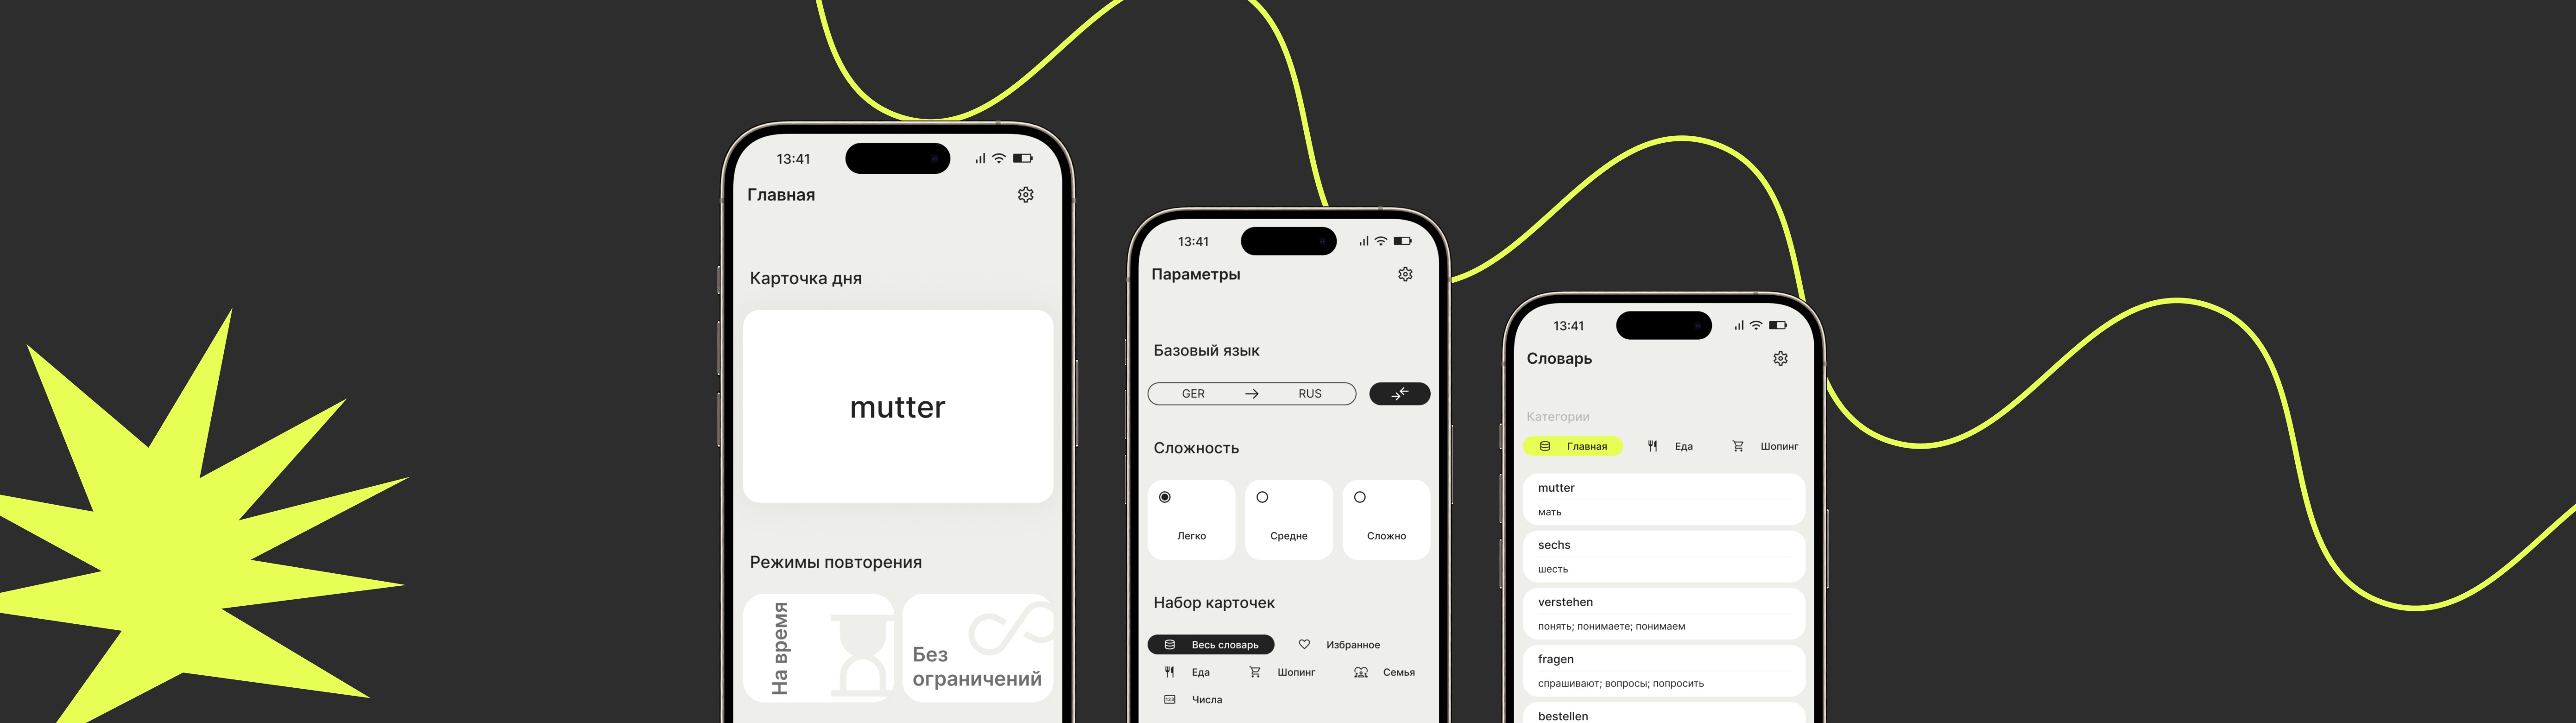 13:41
Главная
Карточка дня
mutter
Режимы повторения
На время
Без
ограничений
13:41
Параметры
Базовый язык
GER → RUS
Сложность
Легко Средне Сложно
Набор карточек
Весь словарь Избранное
Еда Шопинг Семья
Числа
13:41
Словарь
Категории
Главная Еда Шопинг
mutter
мать
sechs
шесть
verstehen
понять; понимаете; понимаем
fragen
спрашивают; вопросы; попросить
bestellen